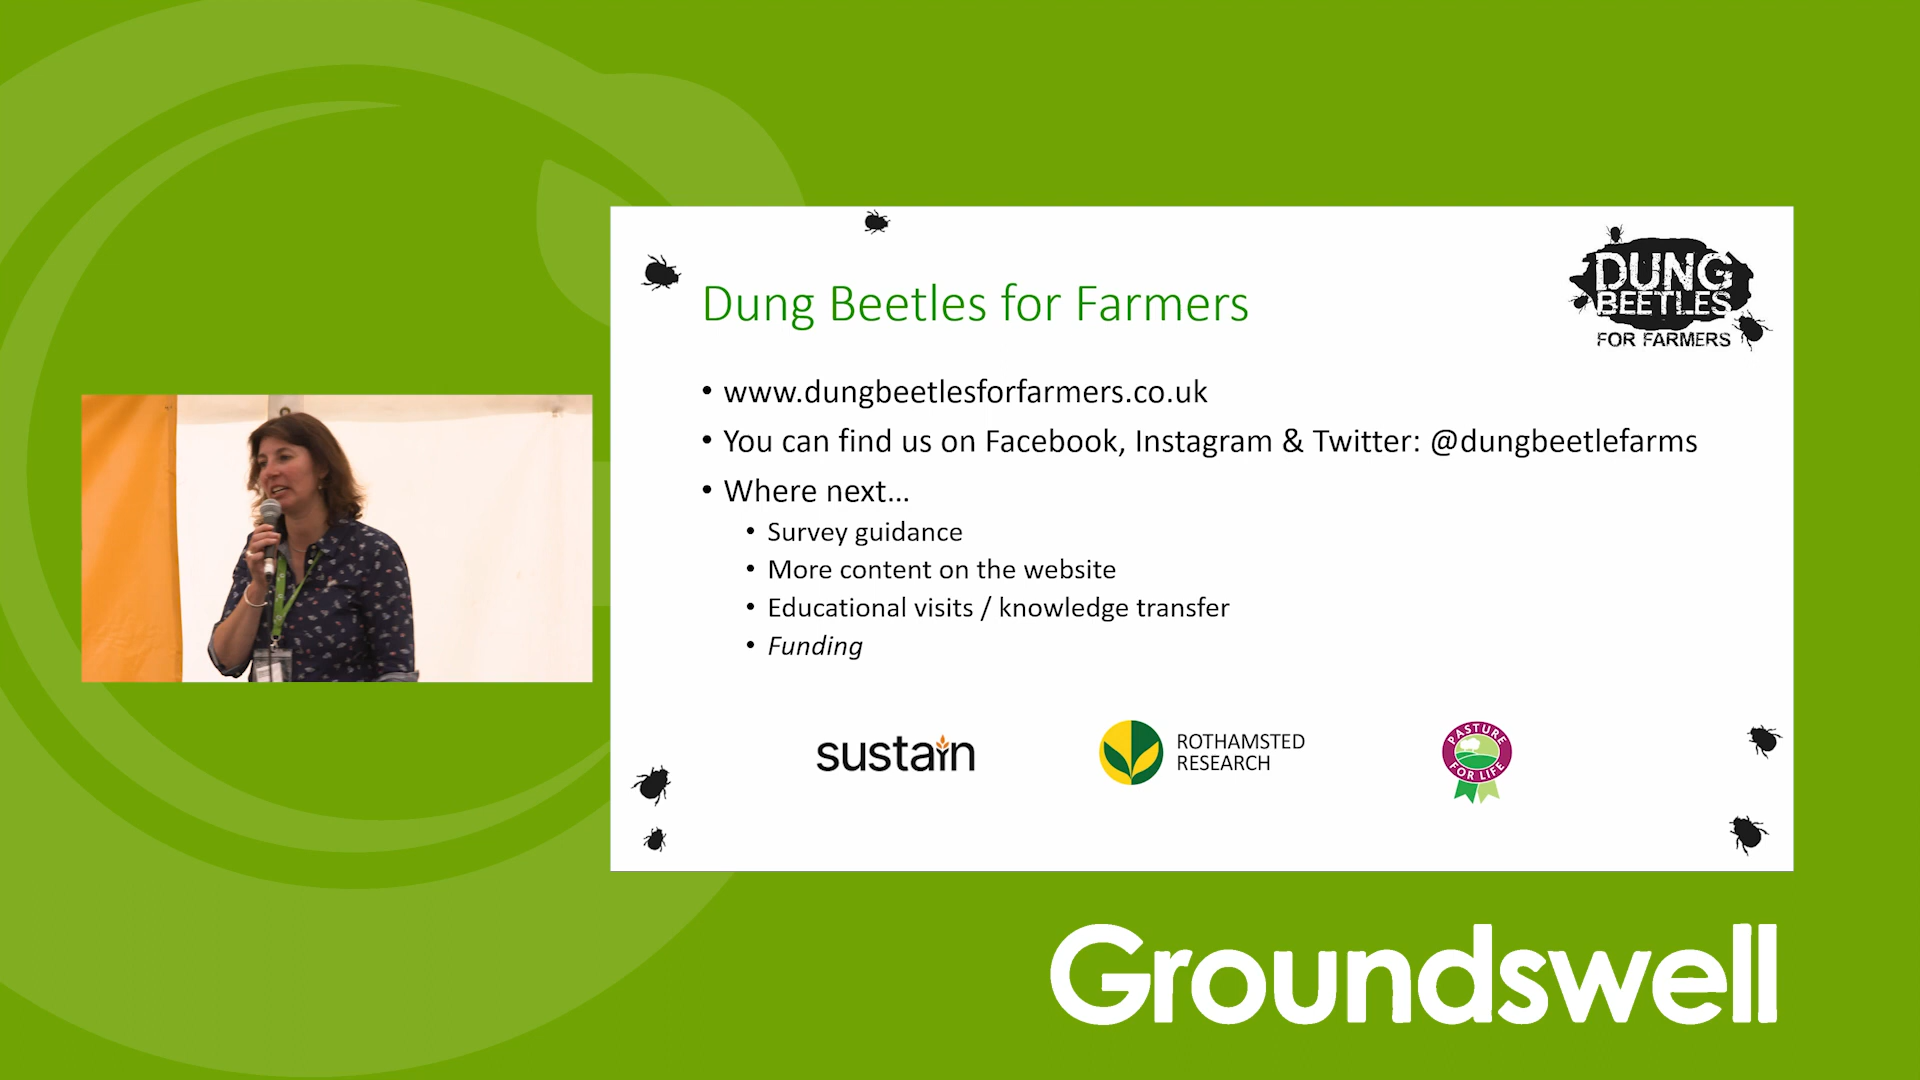 DUNG
BEETLES
FOR FARMERS
Dung Beetles for Farmers
• www.dungbeetlesforfarmers.co.uk
• You can find us on Facebook, Instagram & Twitter: @dungbeetlefarms
• Where next...
• Survey guidance
• More content on the website
• Educational visits / knowledge transfer
• Funding
sustain
ROTHAMSTED
RESEARCH
PASTURE
FOR LIFE
Groundswell